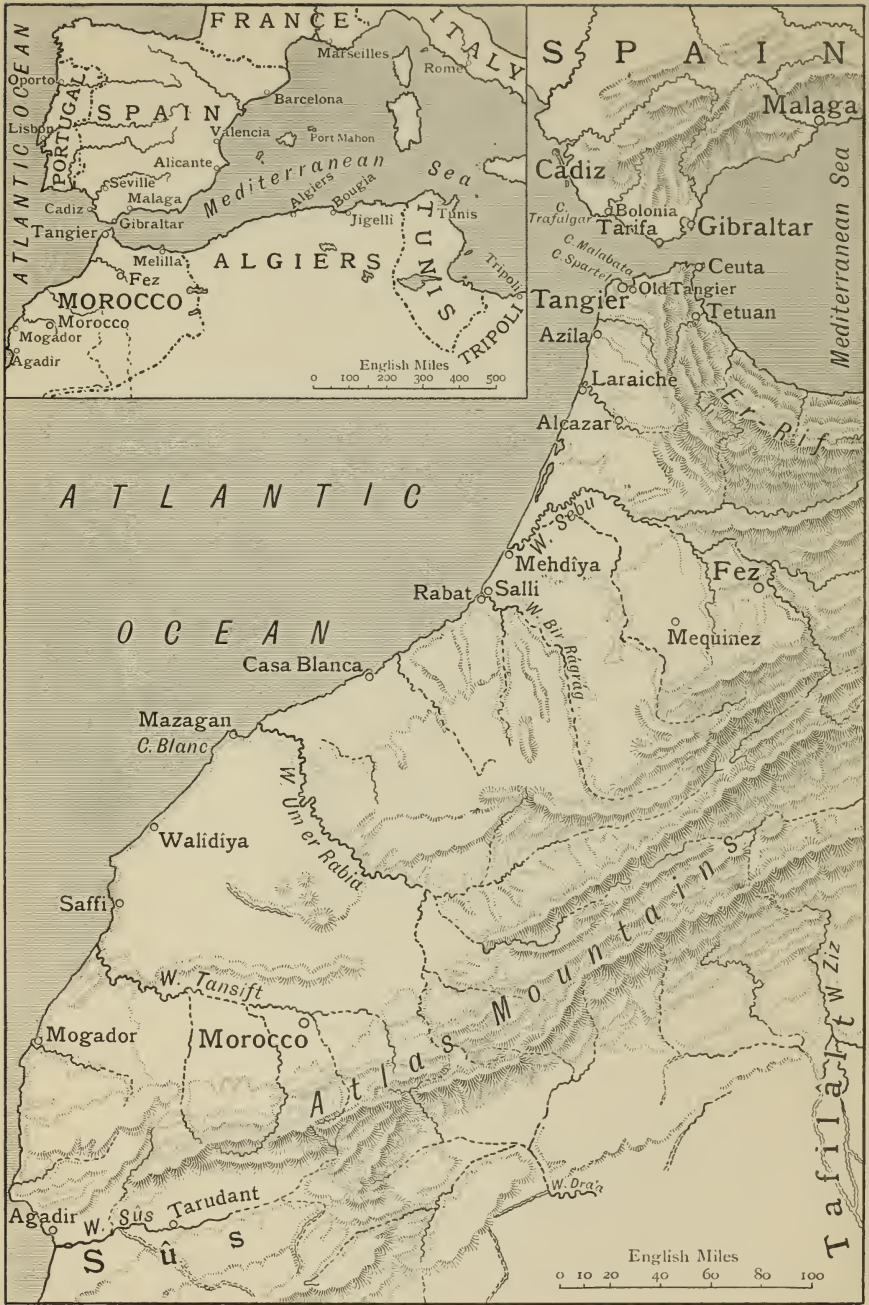 FRANCE
ITALY
Marseilles
Rome
ATLANTIC OCEAN
Oporto
PORTUGAL
SPAIN
Barcelona
Lisbon
Valencia
Port Mahon
Alicante
Mediterranean Sea
Seville
Malaga
Cadiz
Gibraltar
Algiers
Bougia
Jigelli
Tunis
TUNIS
Tangier
Melilla
ALGIERS
Fez
Tripoli
TRIPOLI
MOROCCO
Morocco
Mogador
Agadir
English Miles
0 100 200 300 400 500
SPAIN
Malaga
Cadiz
C. Trafalgar
Bolonia
Tarifa
Gibraltar
Mediterranean Sea
C. Malabata
C. Spartel
Ceuta
Tangier
Old Tangier
Tetuan
Azîla
Laraiche
Er-Rif
Alcazar
ATLANTIC
OCEAN
W. Sebu
Mehdîya
Fez
Rabat
Salli
W. Bir Rágrág
Mequinez
Casa Blanca
Mazagan
C. Blanc
W. Um er Rabia
Walidîya
Saffi
Atlas Mountains
W. Ziz
Tafilâlt
W. Tansift
Mogador
Morocco
W. Dra'a
Agadir
W. Sûs
Tarudant
Sûs
English Miles
0 10 20 40 60 80 100